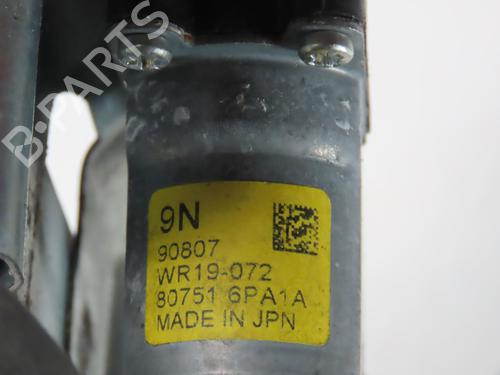 B-PARTS
9N
90807
WR19-072
80751 6PA1A
MADE IN JPN